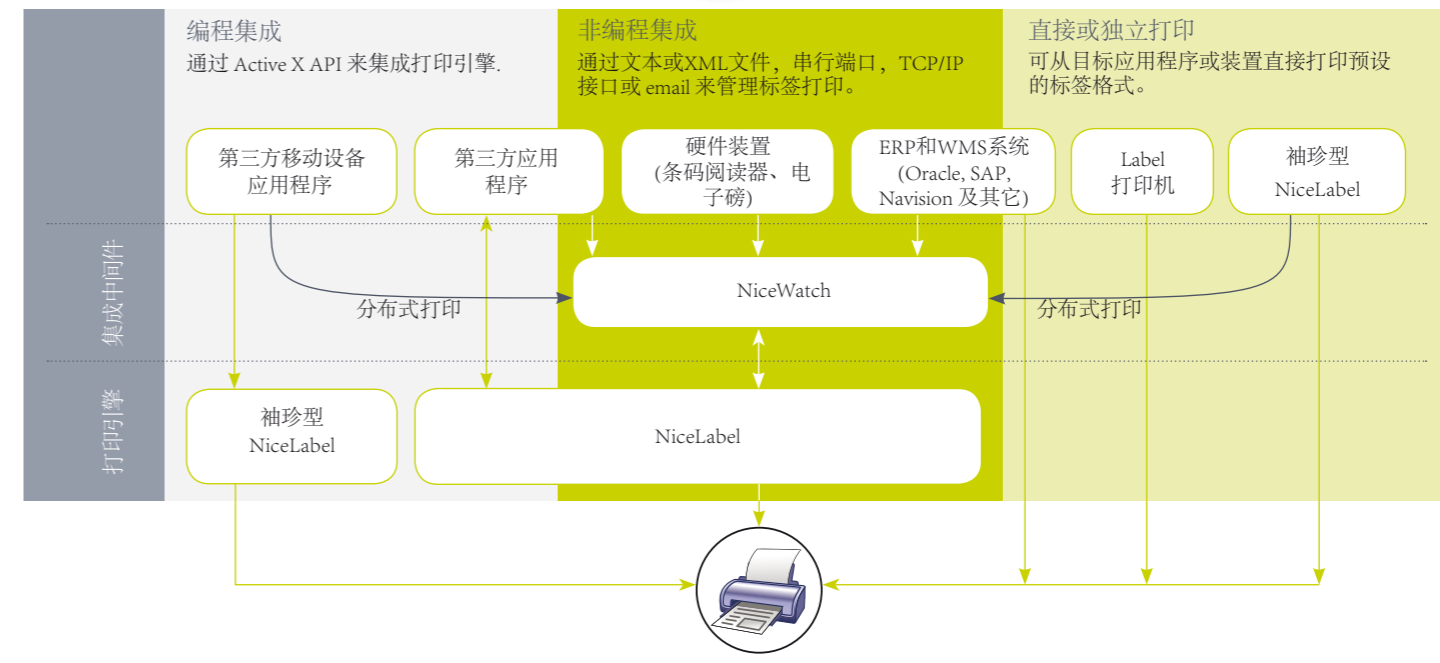 编程集成
通过 Active X API 来集成打印引擎.
非编程集成
通过文本或XML文件，串行端口，TCP/IP
接口或 email 来管理标签打印。
直接或独立打印
可从目标应用程序或装置直接打印预设
的标签格式。
第三方移动设备
应用程序
第三方应用
程序
硬件装置
(条码阅读器、电
子磅)
ERP和WMS系统
(Oracle, SAP,
Navision 及其它)
Label
打印机
袖珍型
NiceLabel
集成中间件
NiceWatch
分布式打印
分布式打印
打印引擎
袖珍型
NiceLabel
NiceLabel